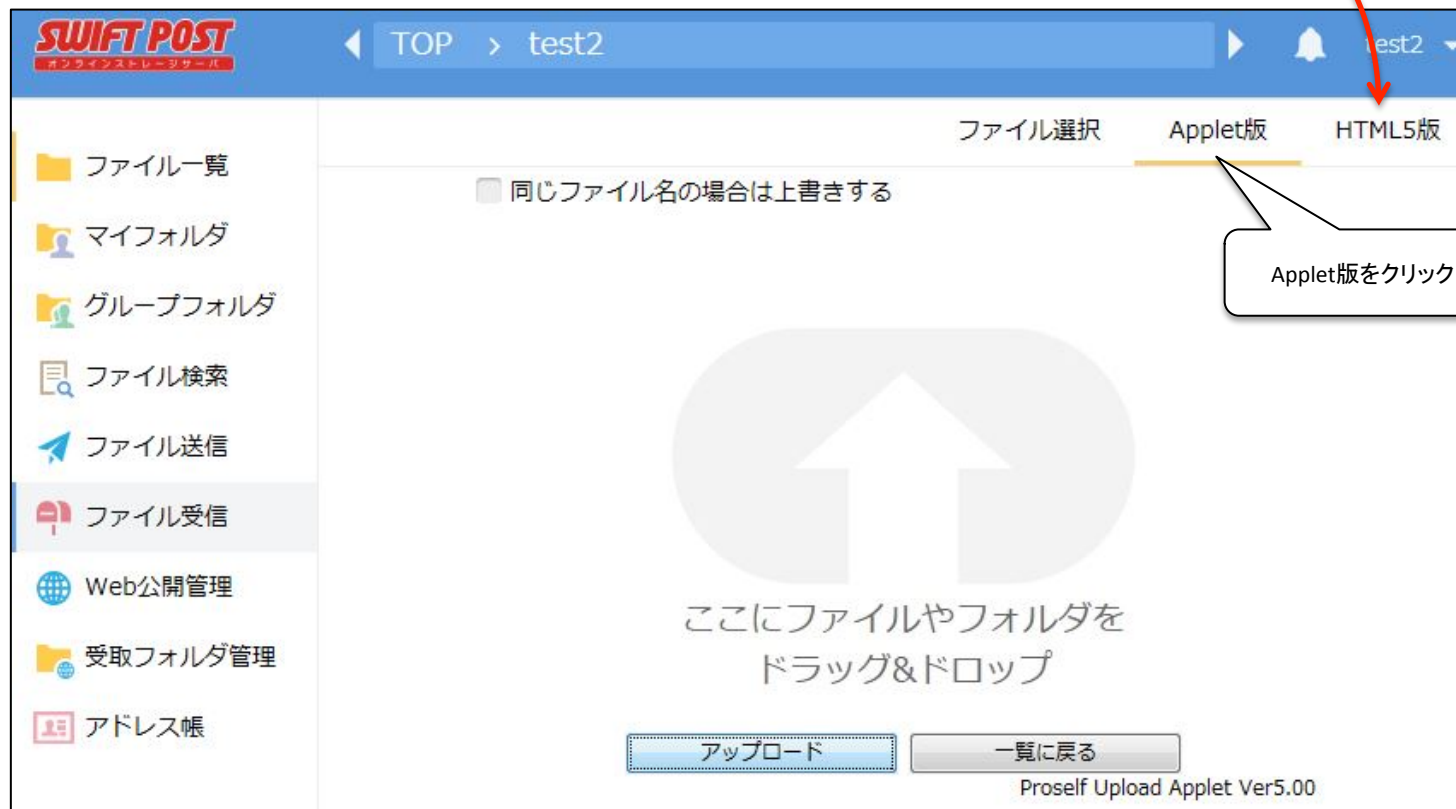 SWIFT POST
オンラインストレージサーバ
TOP > test2
test2
ファイル選択 Applet版 HTML5版
ファイル一覧
同じファイル名の場合は上書きする
マイフォルダ
Applet版をクリック
グループフォルダ
ファイル検索
ファイル送信
ファイル受信
Web公開管理
ここにファイルやフォルダを
ドラッグ&ドロップ
受取フォルダ管理
アドレス帳
アップロード 一覧に戻る
Proself Upload Applet Ver5.00